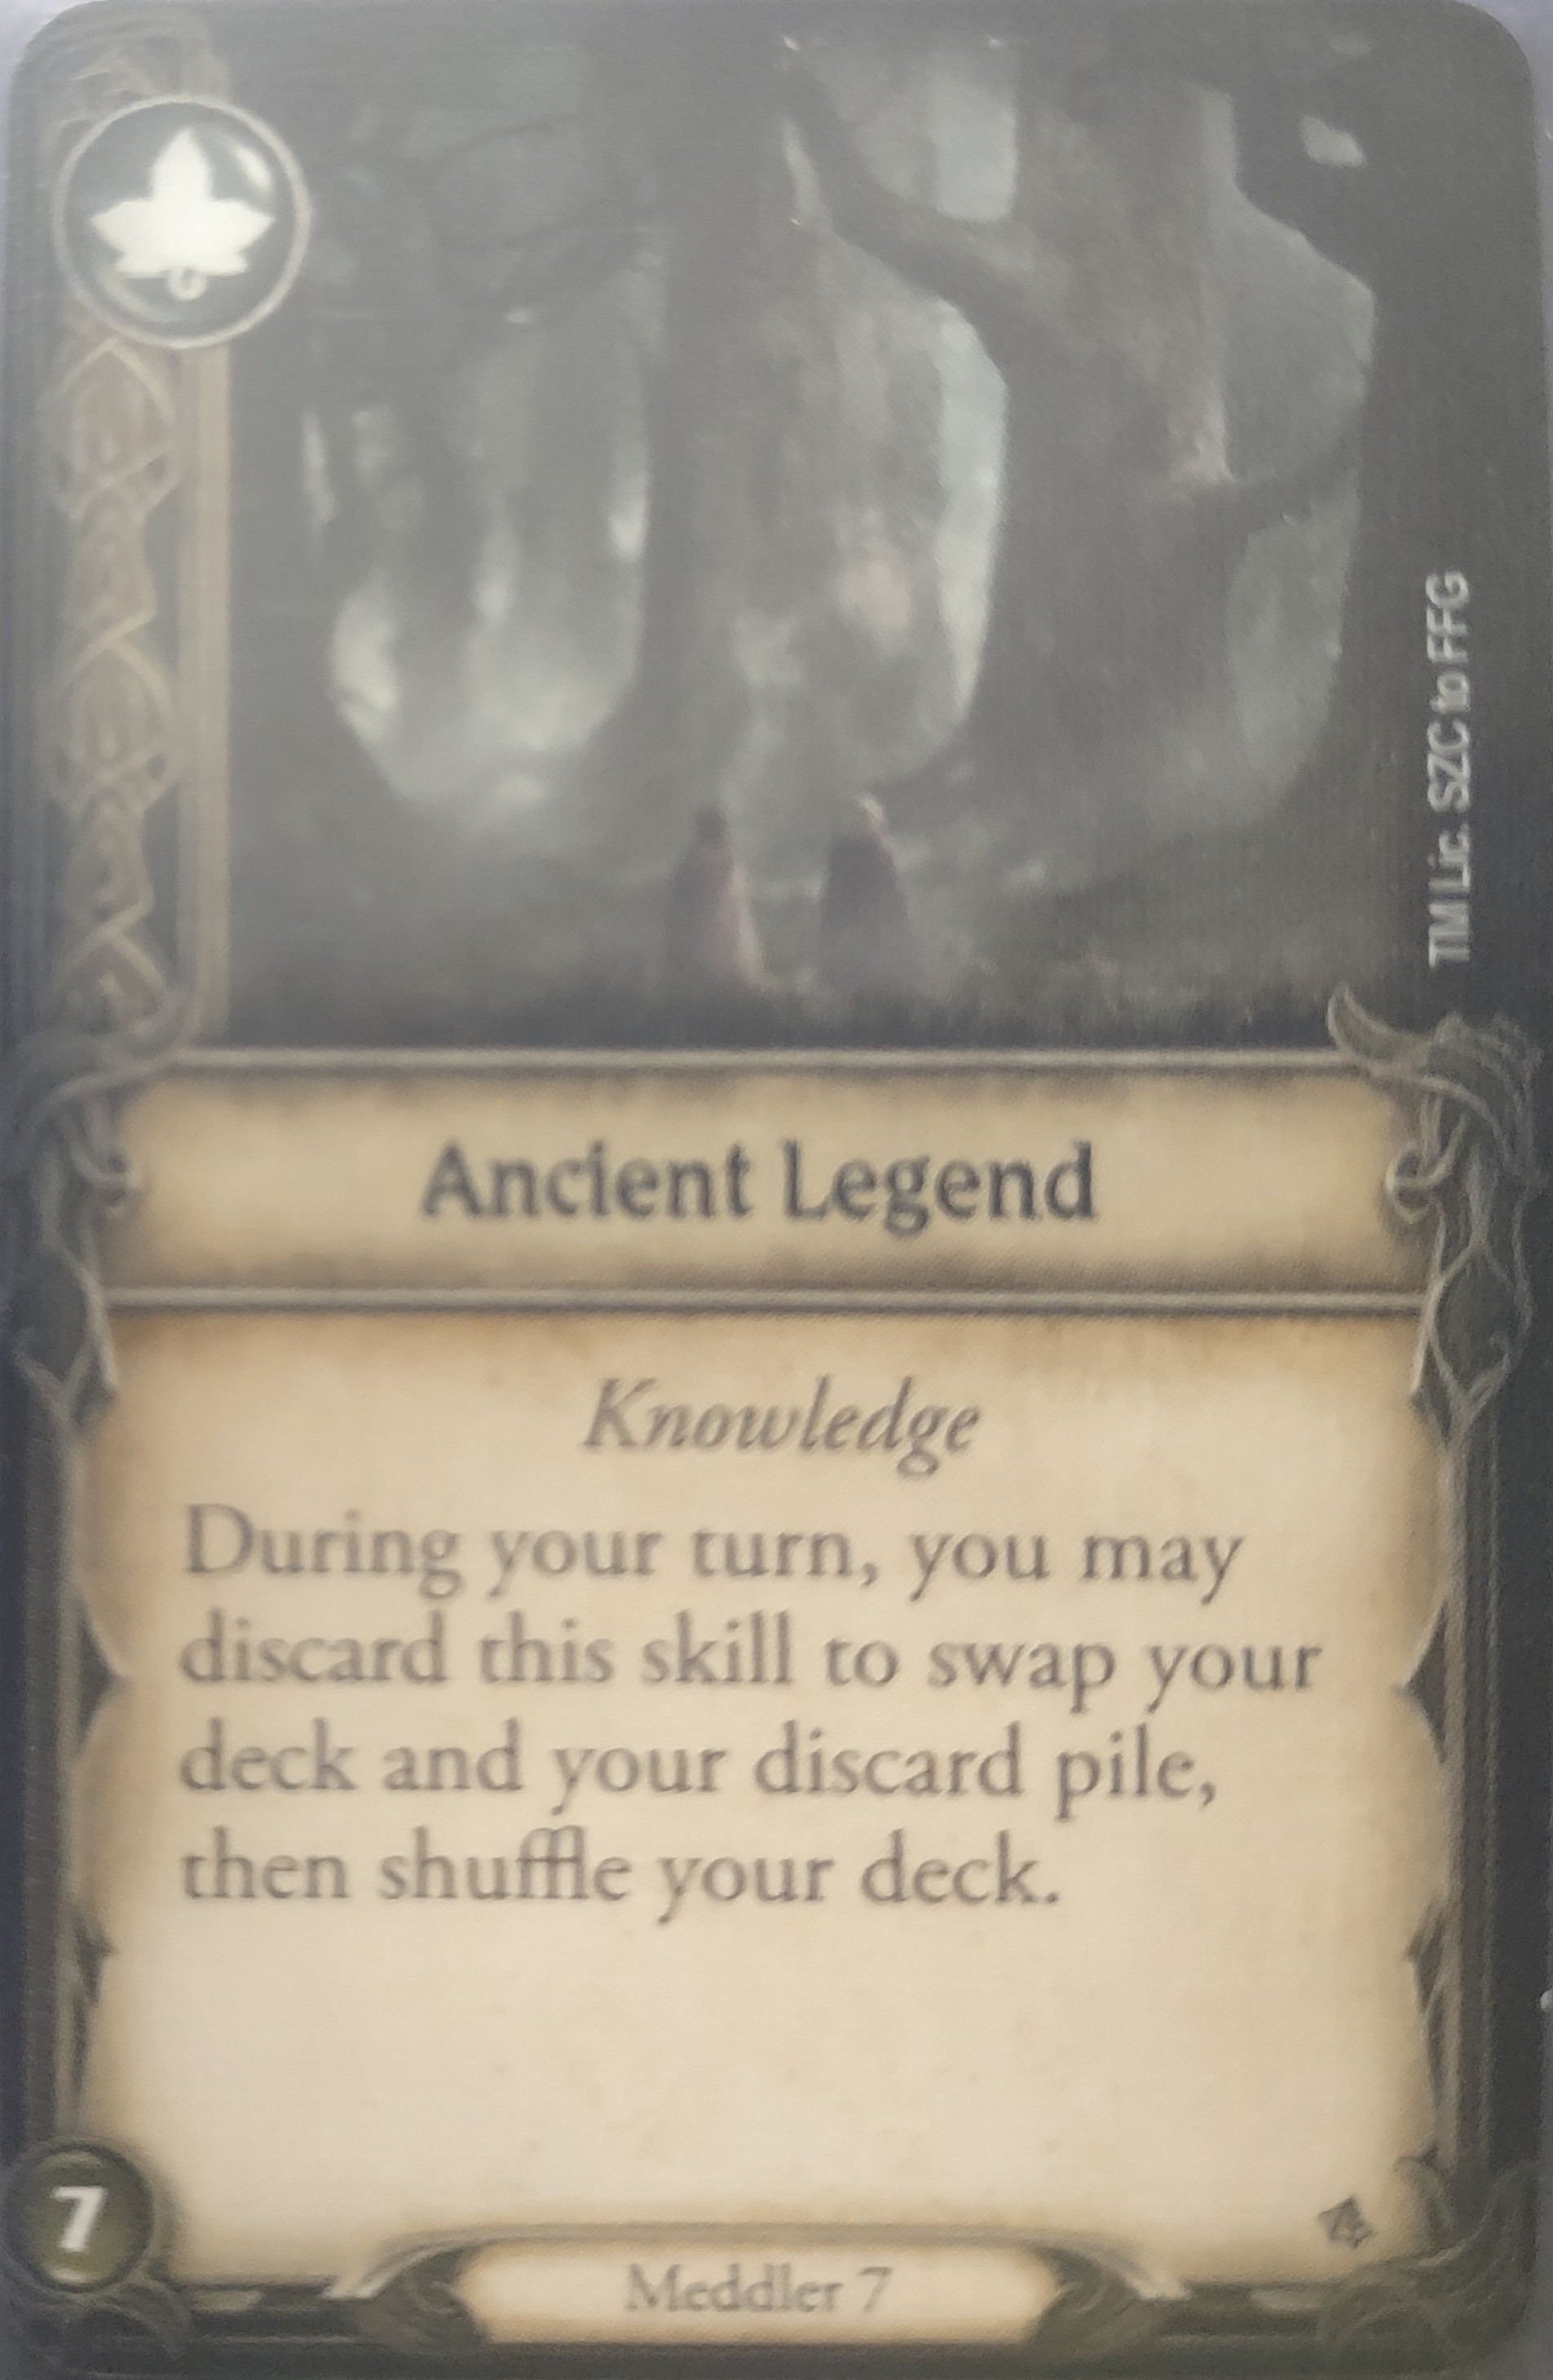 TM Lic. SZC to FFG
Ancient Legend
Knowledge
During your turn, you may
discard this skill to swap your
deck and your discard pile,
then shuffle your deck.
7
Meddler 7